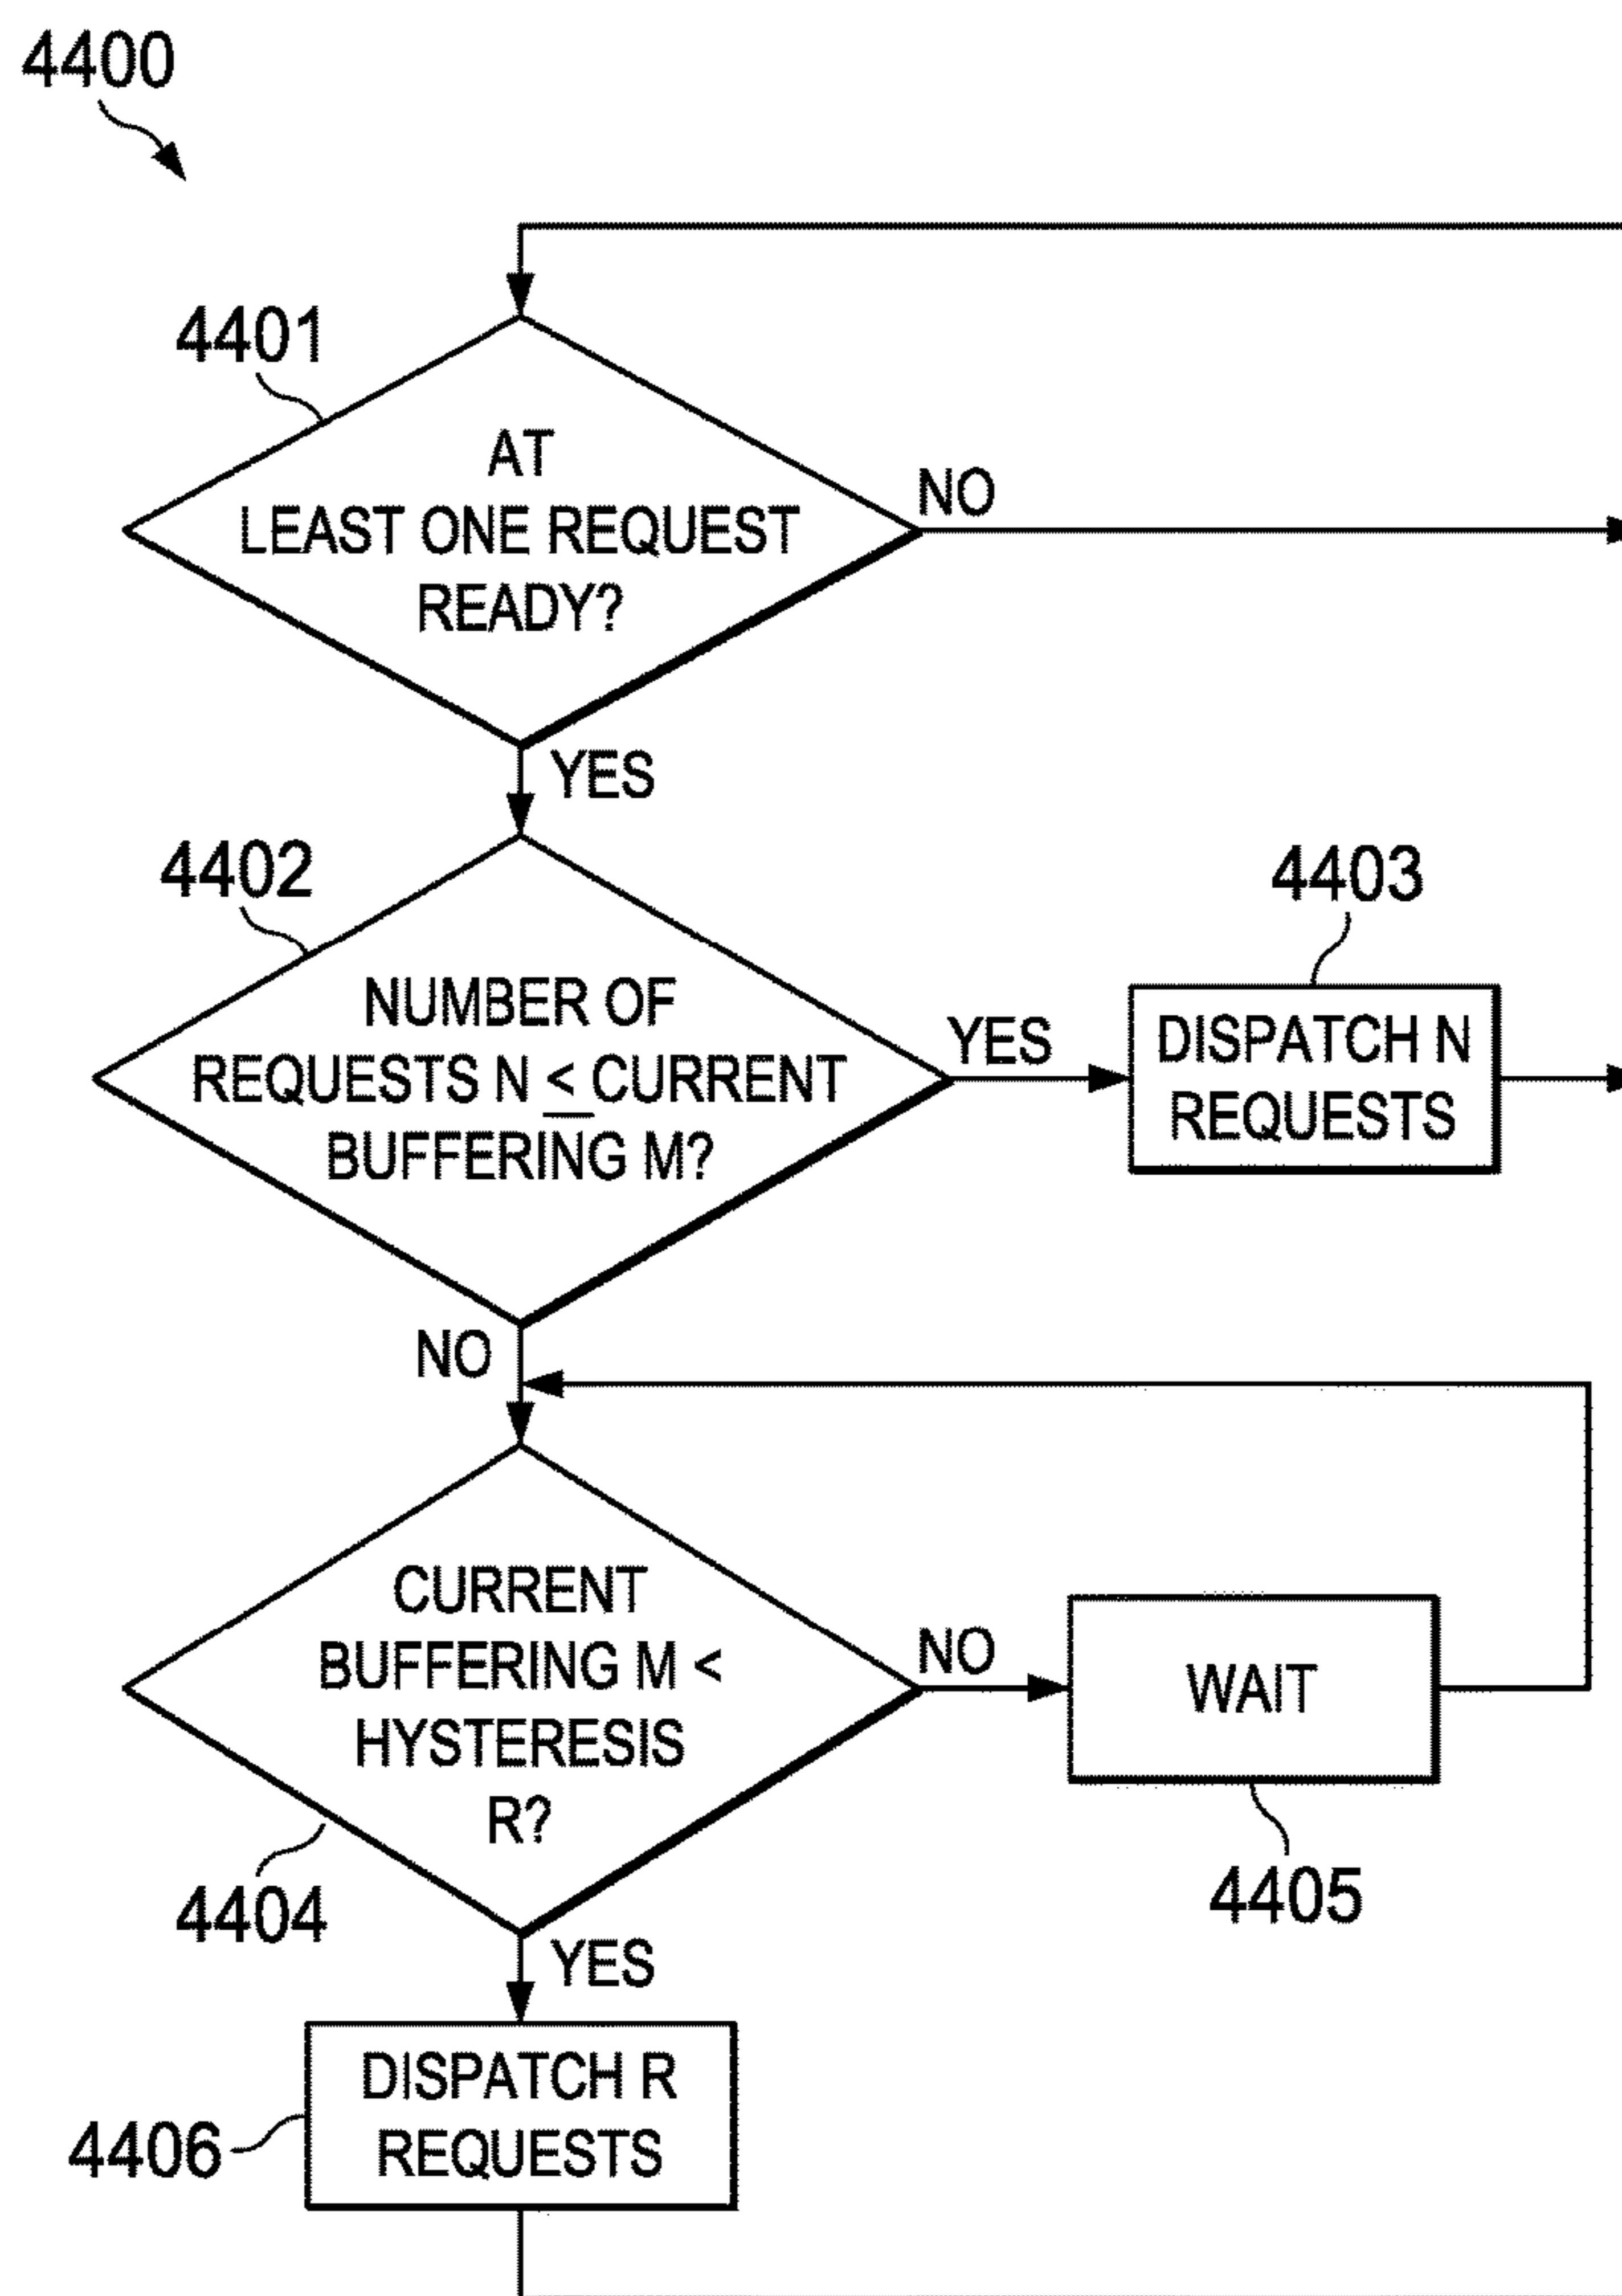 4400
4401
AT
LEAST ONE REQUEST
READY?
NO
YES
4402
NUMBER OF
REQUESTS N ≤ CURRENT
BUFFERING M?
YES
4403
DISPATCH N
REQUESTS
NO
CURRENT
BUFFERING M <
HYSTERESIS
R?
NO
WAIT
4404
4405
YES
DISPATCH R
REQUESTS
4406